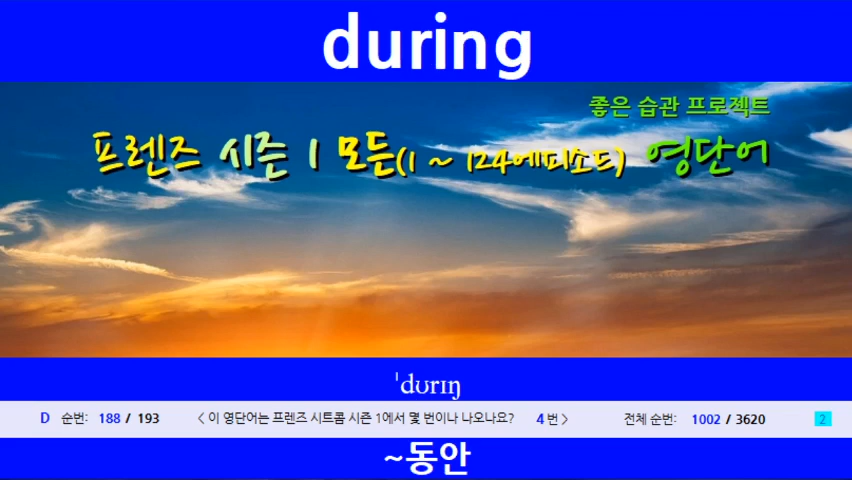 during
좋은 습관 프로젝트
프렌즈 시즌 1 모든(1 ~ 124에피소드) 영단어
ˈdʊrɪŋ
D 순번: 188 / 193 < 이 영단어는 프렌즈 시트콤 시즌 1에서 몇 번이나 나오나요? 4 번 > 전체 순번: 1002 / 3620 2
~동안